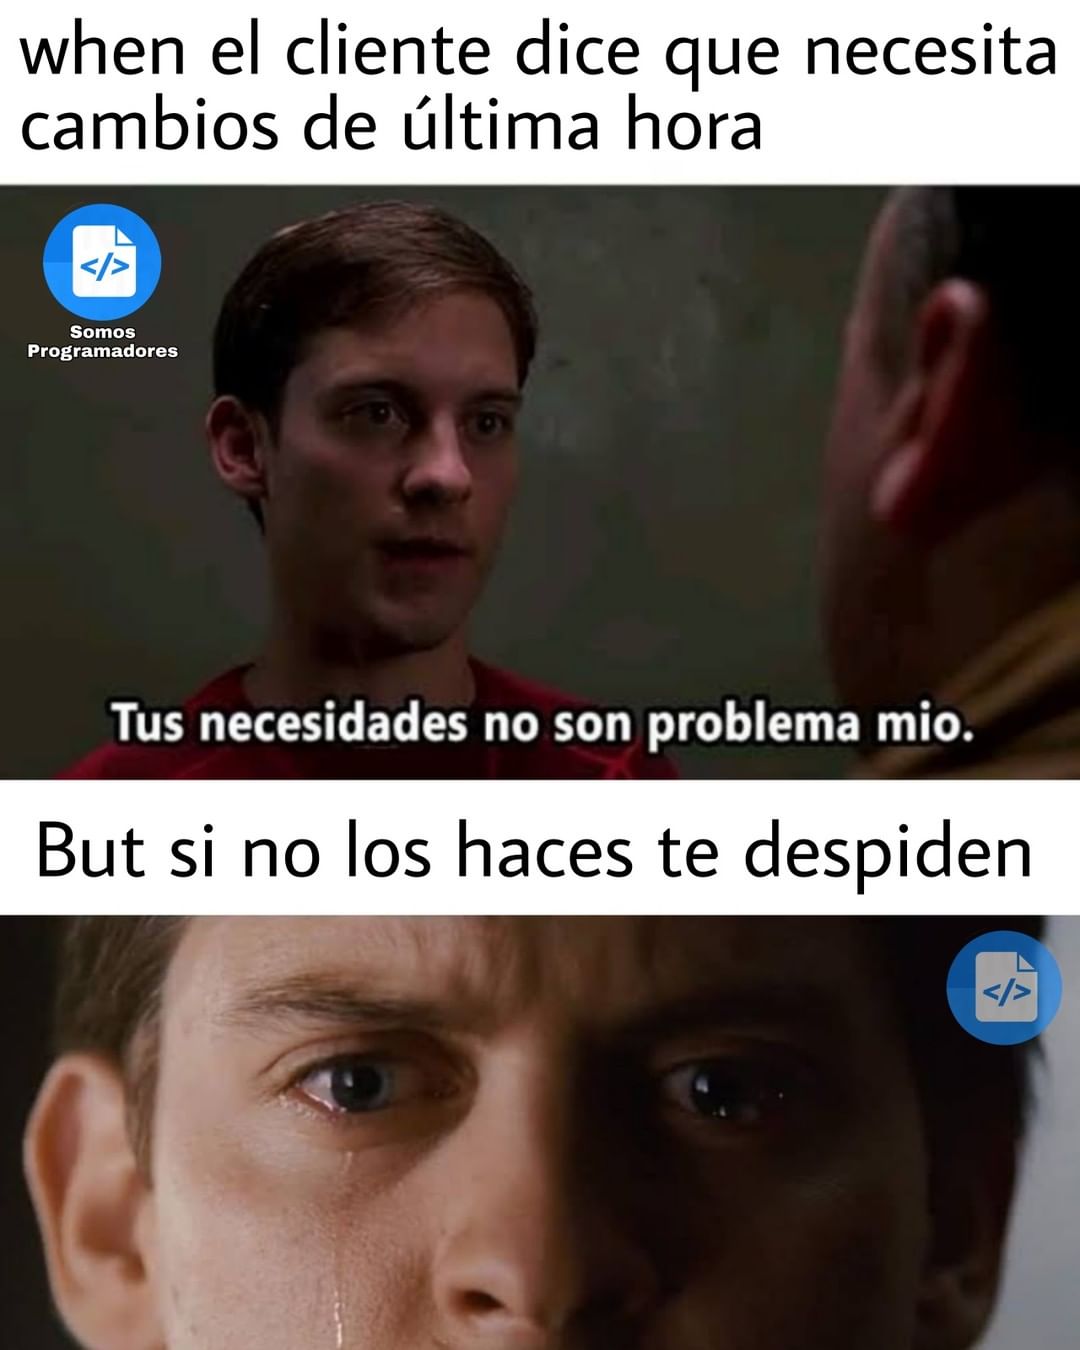 when el cliente dice que necesita
cambios de última hora
</>
Somos
Programadores
Tus necesidades no son problema mio.
But si no los haces te despiden
</>